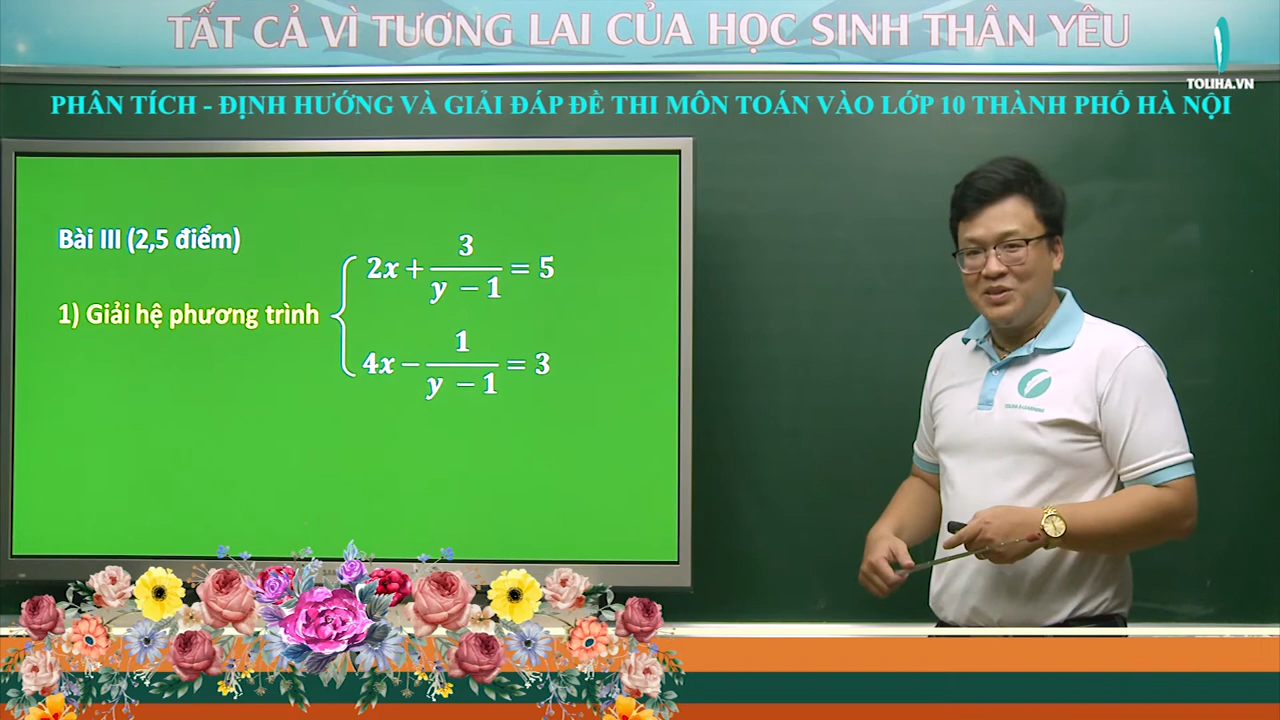 TẤT CẢ VÌ TƯƠNG LAI CỦA HỌC SINH THÂN YÊU
TOLIHA.VN
PHÂN TÍCH - ĐỊNH HƯỚNG VÀ GIẢI ĐÁP ĐỀ THI MÔN TOÁN VÀO LỚP 10 THÀNH PHỐ HÀ NỘI
Bài III (2,5 điểm)
1) Giải hệ phương trình
2x + 3/(y − 1) = 5
4x − 1/(y − 1) = 3
TOLIHA E-LEARNING